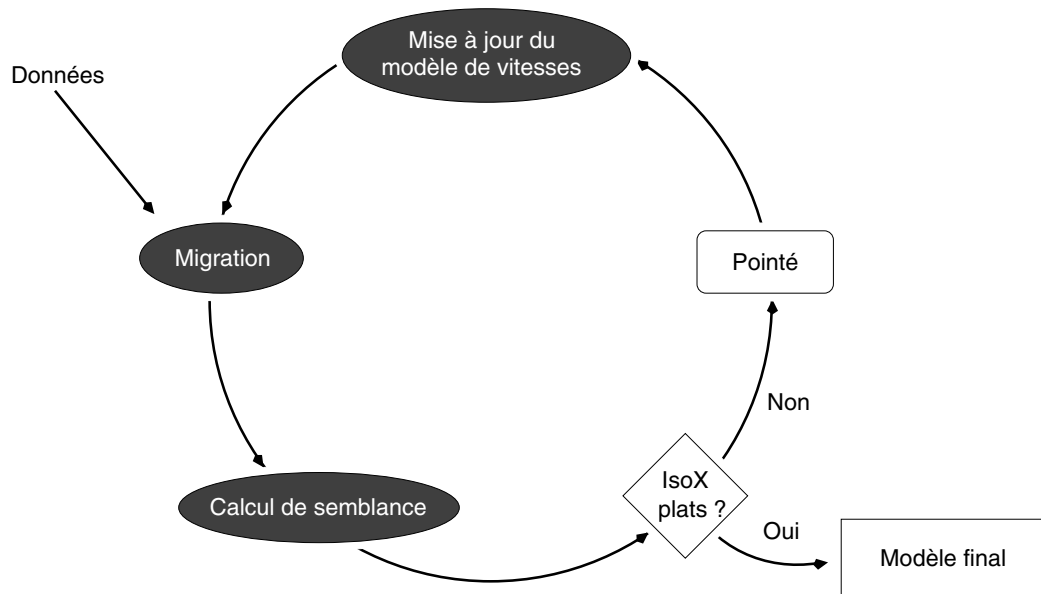 Mise à jour du
modèle de vitesses
Données
Migration
Pointé
Non
IsoX
plats ?
Calcul de semblance
Oui
Modèle final